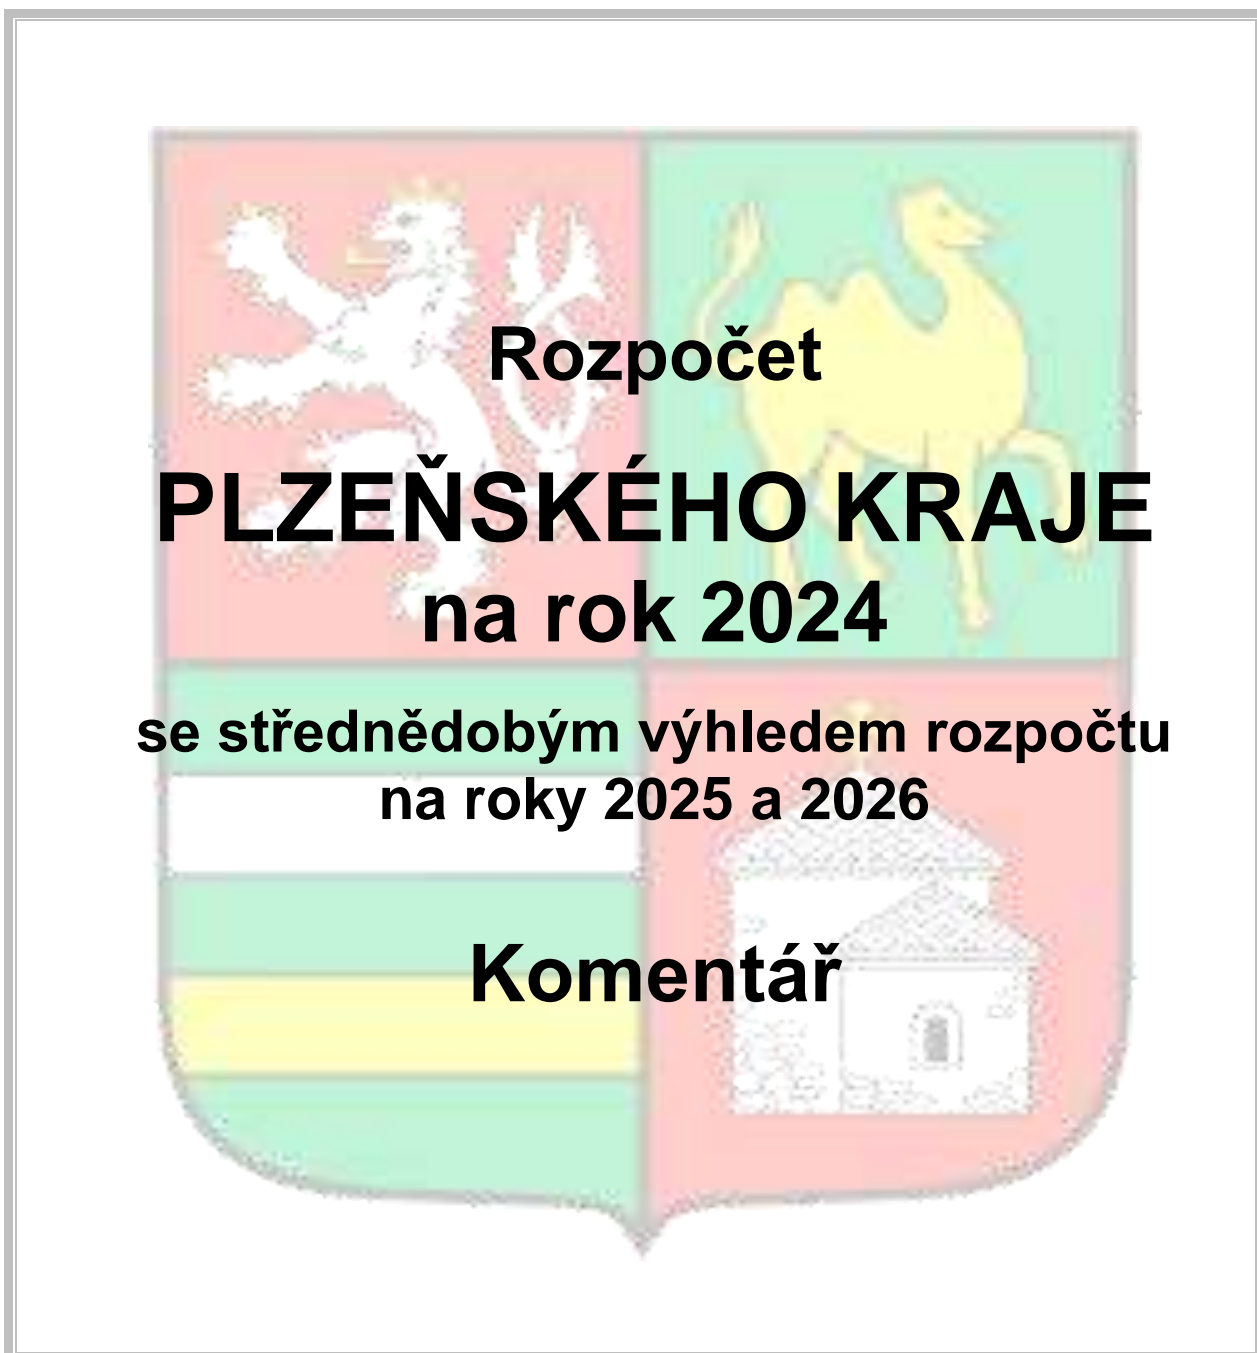 Rozpočet
PLZEŇSKÉHO KRAJE
na rok 2024
se střednědobým výhledem rozpočtu
na roky 2025 a 2026
Komentář